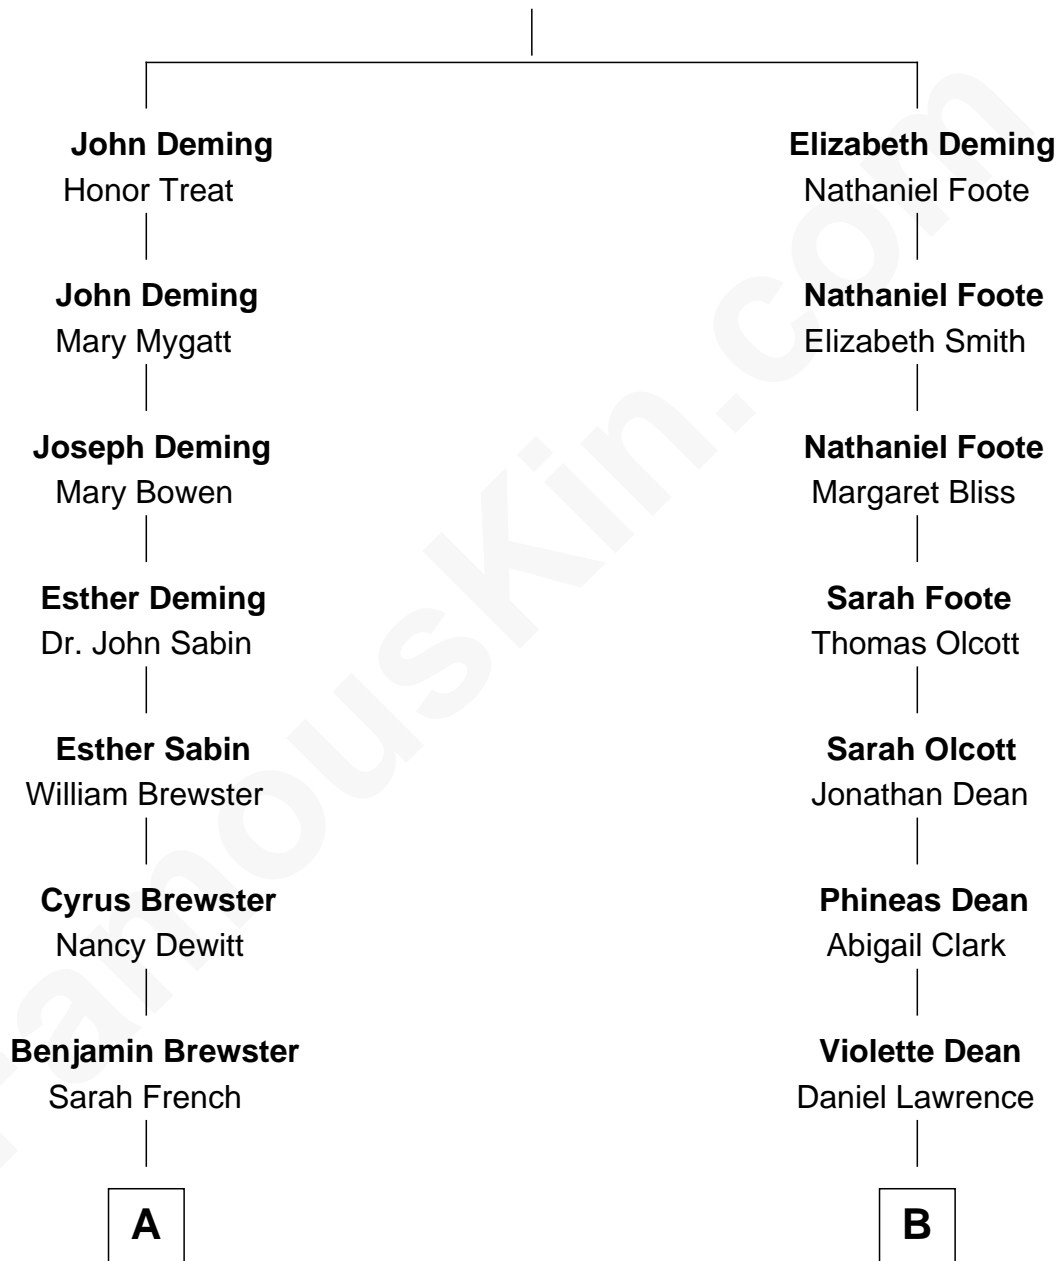 John Deming
Honor Treat
John Deming
Mary Mygatt
Joseph Deming
Mary Bowen
Esther Deming
Dr. John Sabin
Esther Sabin
William Brewster
Cyrus Brewster
Nancy Dewitt
Benjamin Brewster
Sarah French
A
Elizabeth Deming
Nathaniel Foote
Nathaniel Foote
Elizabeth Smith
Nathaniel Foote
Margaret Bliss
Sarah Foote
Thomas Olcott
Sarah Olcott
Jonathan Dean
Phineas Dean
Abigail Clark
Violette Dean
Daniel Lawrence
B
FamousKin.com